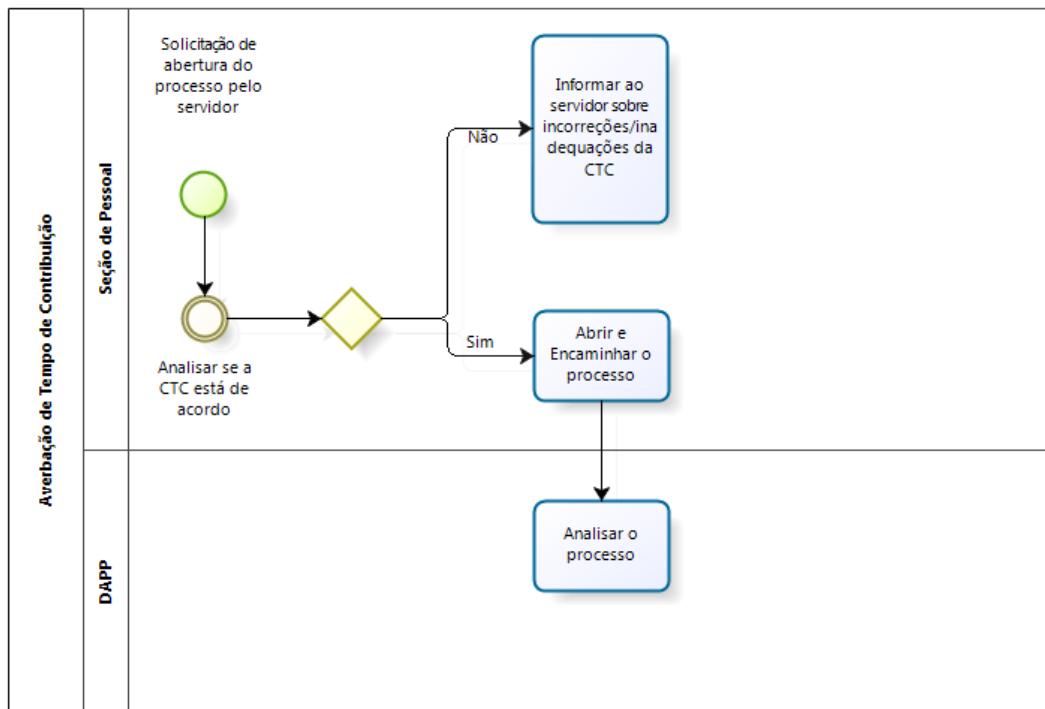 Averbação de Tempo de Contribuição
Seção de Pessoal
Solicitação de
abertura do
processo pelo
servidor
Analisar se a
CTC está de
acordo
Não
Informar ao
servidor sobre
incorreções/ina
dequações da
CTC
Sim
Abrir e
Encaminhar o
processo
DAPP
Analisar o
processo